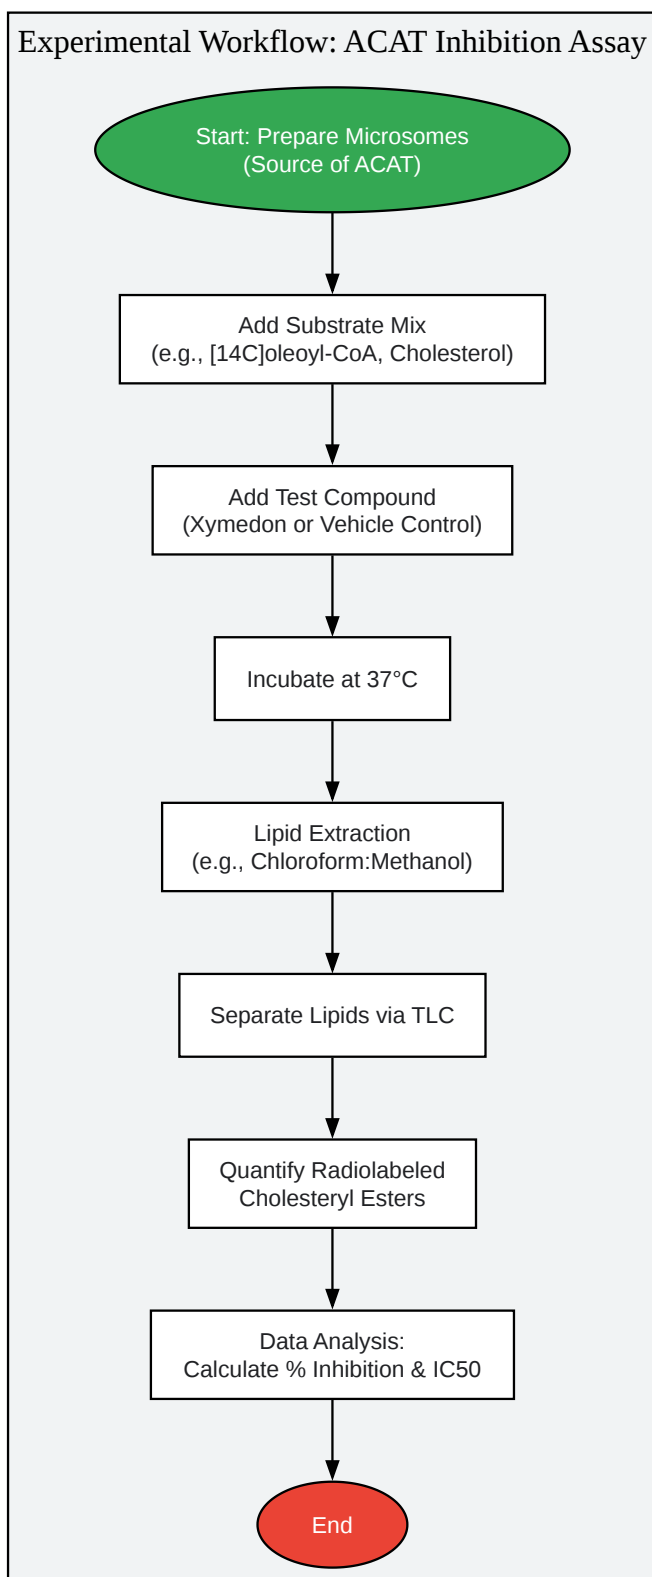 Experimental Workflow: ACAT Inhibition Assay
Start: Prepare Microsomes
(Source of ACAT)
Add Substrate Mix
(e.g., [14C]oleoyl-CoA, Cholesterol)
Add Test Compound
(Xymedon or Vehicle Control)
Incubate at 37°C
Lipid Extraction
(e.g., Chloroform:Methanol)
Separate Lipids via TLC
Quantify Radiolabeled
Cholesteryl Esters
Data Analysis:
Calculate % Inhibition & IC50
End